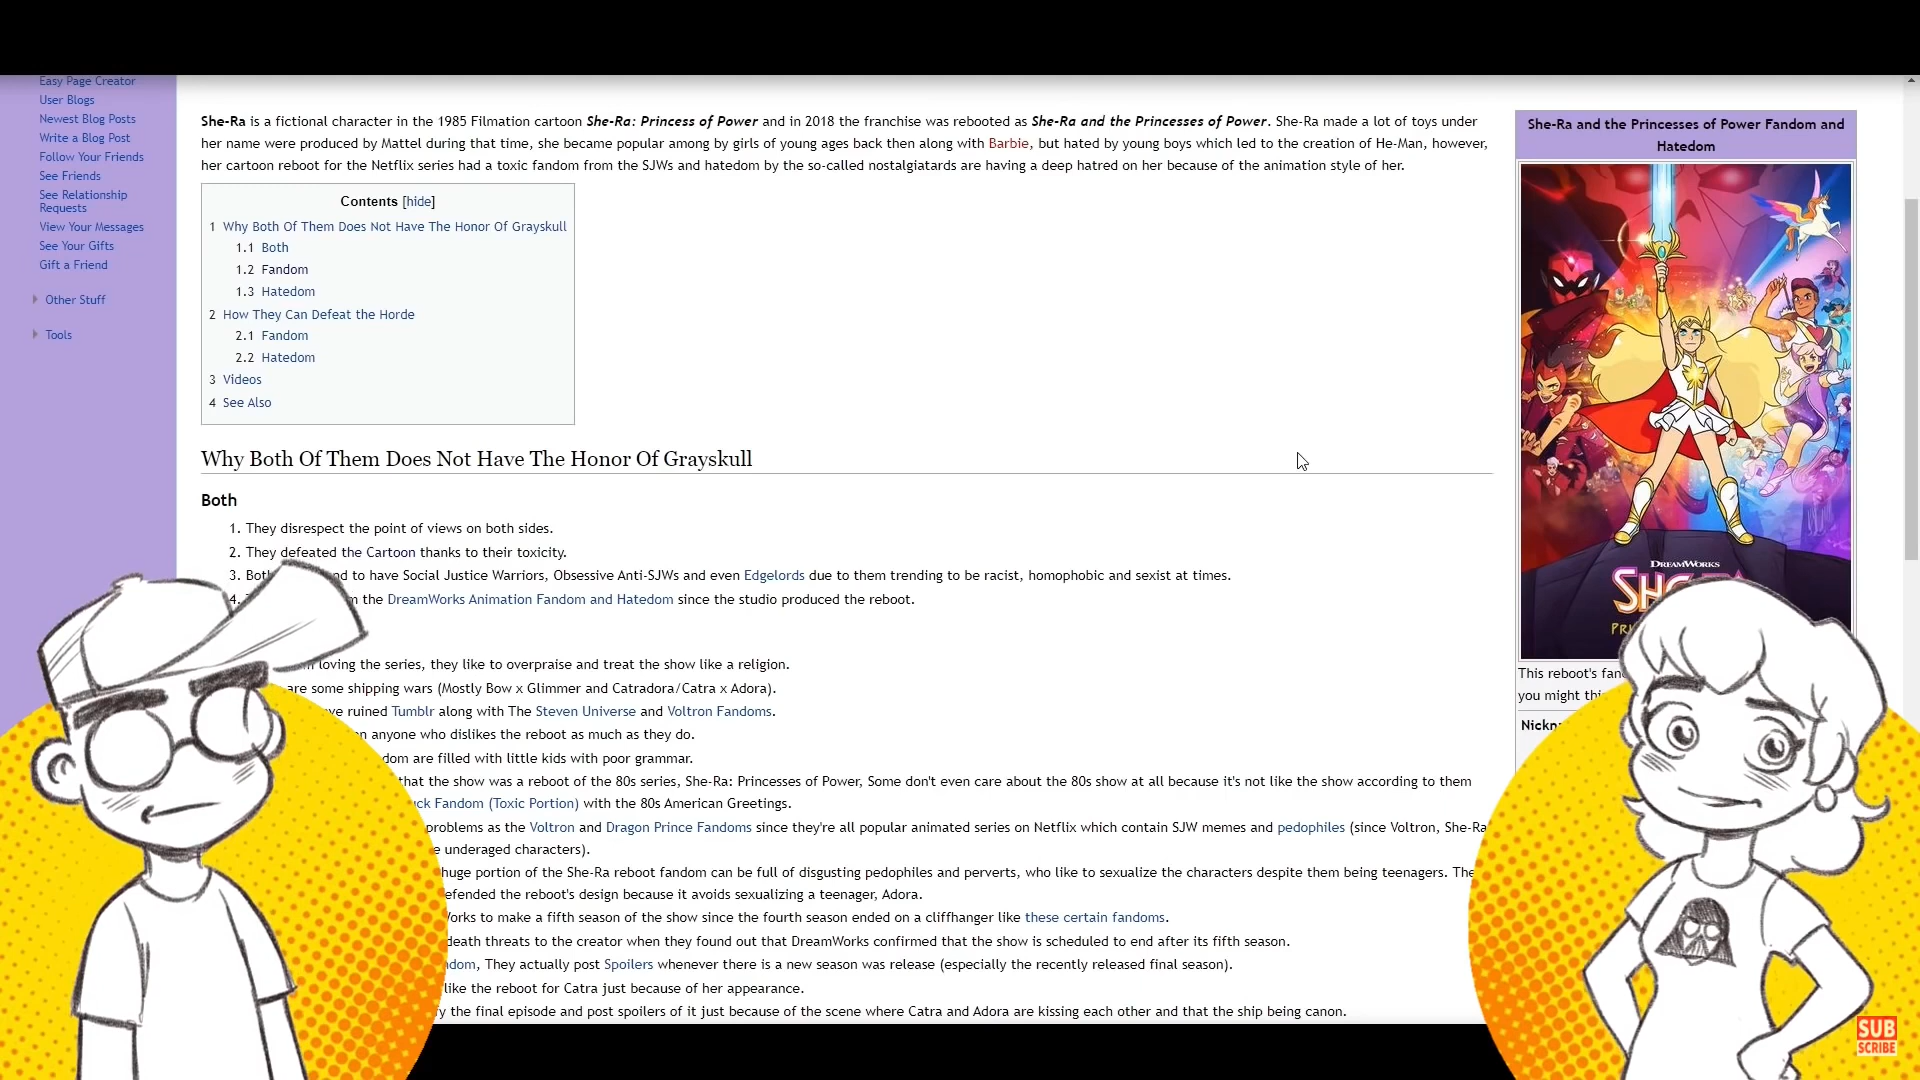 Easy Page Creator
User Blogs
Newest Blog Posts
Write a Blog Post
Follow Your Friends
See Friends
See Relationship
Requests
View Your Messages
See Your Gifts
Gift a Friend
Other Stuff
Tools
She-Ra is a fictional character in the 1985 Filmation cartoon She-Ra: Princess of Power and in 2018 the franchise was rebooted as She-Ra and the Princesses of Power. She-Ra made a lot of toys under
her name were produced by Mattel during that time, she became popular among by girls of young ages back then along with Barbie, but hated by young boys which led to the creation of He-Man, however,
her cartoon reboot for the Netflix series had a toxic fandom from the SJWs and hatedom by the so-called nostalgiatards are having a deep hatred on her because of the animation style of her.
Contents [hide]
1 Why Both Of Them Does Not Have The Honor Of Grayskull
1.1 Both
1.2 Fandom
1.3 Hatedom
2 How They Can Defeat the Horde
2.1 Fandom
2.2 Hatedom
3 Videos
4 See Also
Why Both Of Them Does Not Have The Honor Of Grayskull
Both
1. They disrespect the point of views on both sides.
2. They defeated the Cartoon thanks to their toxicity.
3. Both to have Social Justice Warriors, Obsessive Anti-SJWs and even Edgelords due to them trending to be racist, homophobic and sexist at times.
4. the DreamWorks Animation Fandom and Hatedom since the studio produced the reboot.
loving the series, they like to overpraise and treat the show like a religion.
are some shipping wars (Mostly Bow x Glimmer and Catradora/Catra x Adora).
ruined Tumblr along with The Steven Universe and Voltron Fandoms.
anyone who dislikes the reboot as much as they do.
are filled with little kids with poor grammar.
that the show was a reboot of the 80s series, She-Ra: Princesses of Power, Some don't even care about the 80s show at all because it's not like the show according to them
Fandom (Toxic Portion) with the 80s American Greetings.
problems as the Voltron and Dragon Prince Fandoms since they're all popular animated series on Netflix which contain SJW memes and pedophiles (since Voltron, She-Ra
underaged characters).
huge portion of the She-Ra reboot fandom can be full of disgusting pedophiles and perverts, who like to sexualize the characters despite them being teenagers. The
defended the reboot's design because it avoids sexualizing a teenager, Adora.
to make a fifth season of the show since the fourth season ended on a cliffhanger like these certain fandoms.
death threats to the creator when they found out that DreamWorks confirmed that the show is scheduled to end after its fifth season.
They actually post Spoilers whenever there is a new season was release (especially the recently released final season).
like the reboot for Catra just because of her appearance.
the final episode and post spoilers of it just because of the scene where Catra and Adora are kissing each other and that the ship being canon.
She-Ra and the Princesses of Power Fandom and
Hatedom
DREAMWORKS
This reboot's
you might
SUB
SCRIBE